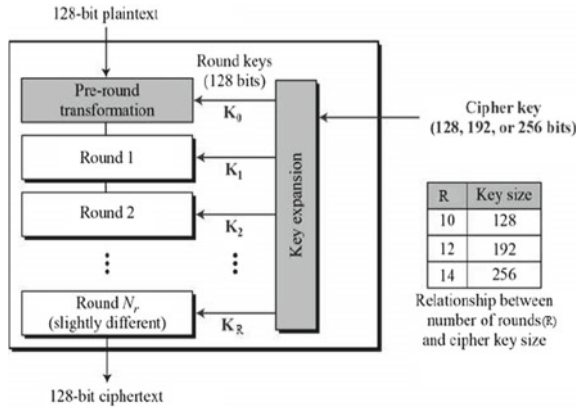 128-bit plaintext
Round keys
(128 bits)
Pre-round
transformation
K₀
Cipher key
(128, 192, or 256 bits)
Round 1
K₁
Round 2
K₂
Key expansion
Round Nᵣ
(slightly different)
K_R
128-bit ciphertext
R Key size
10 128
12 192
14 256
Relationship between
number of rounds(R)
and cipher key size